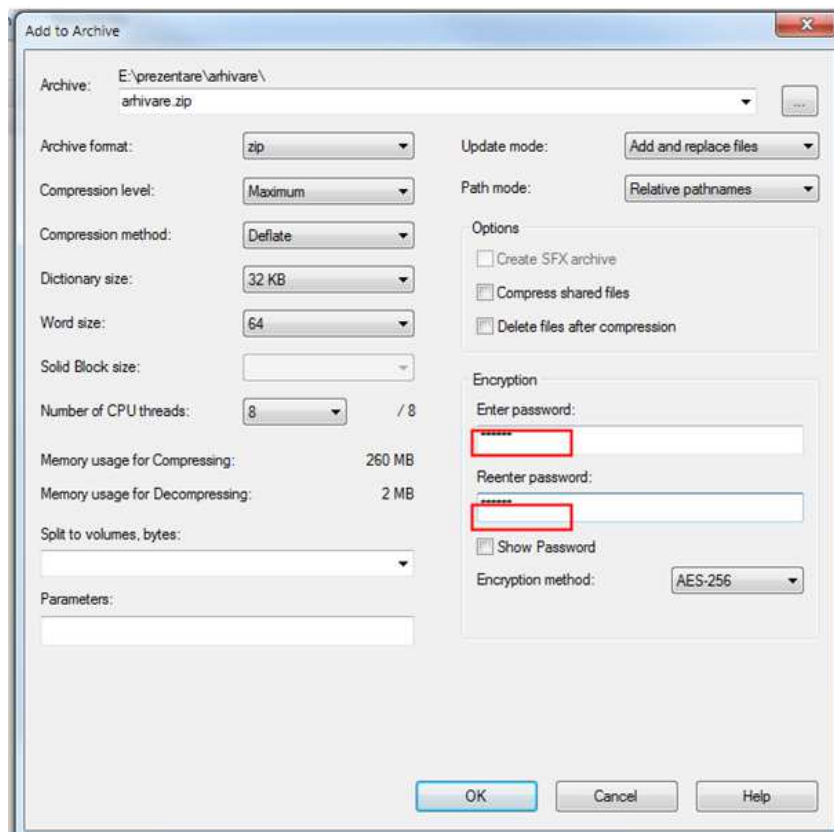 Add to Archive
Archive:
E:\prezentare\arhivare\
arhivare.zip
...
Archive format:
zip
Compression level:
Maximum
Compression method:
Deflate
Dictionary size:
32 KB
Word size:
64
Solid Block size:
Number of CPU threads:
8
/ 8
Memory usage for Compressing:
260 MB
Memory usage for Decompressing:
2 MB
Split to volumes, bytes:
Parameters:
Update mode:
Add and replace files
Path mode:
Relative pathnames
Options
Create SFX archive
Compress shared files
Delete files after compression
Encryption
Enter password:
******
Reenter password:
******
Show Password
Encryption method:
AES-256
OK
Cancel
Help